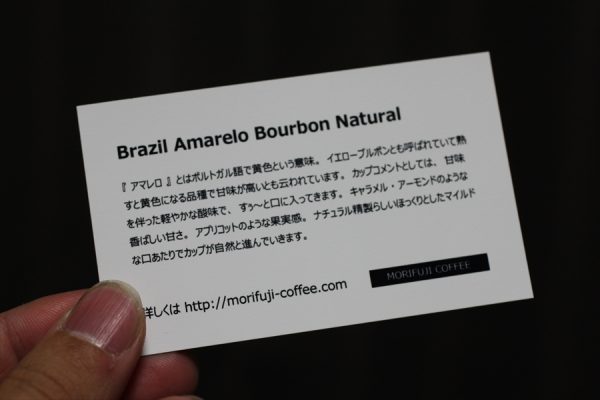 Brazil Amarelo Bourbon Natural
『 アマレロ 』とはポルトガル語で黄色という意味。イエローブルボンとも呼ばれていて熟
すと黄色になる品種で甘味が高いとも云われています。カップコメントとしては、甘味
を伴った軽やかな酸味で、すぅ～と口に入ってきます。キャラメル・アーモンドのような
香ばしい甘さ。アプリコットのような果実感。ナチュラル精製らしいほっくりとしたマイルド
な口あたりでカップが自然と進んでいきます。
詳しくは http://morifuji-coffee.com
MORIFUJI COFFEE